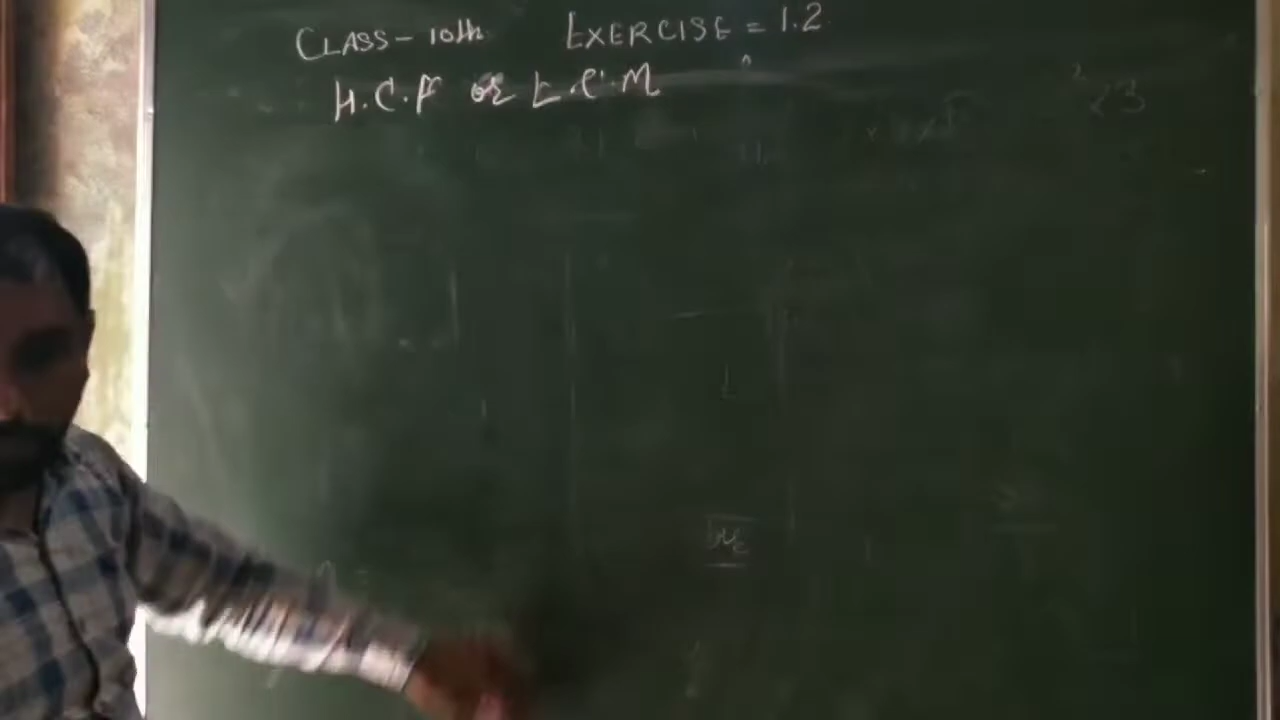 CLASS - 10th EXERCISE = 1.2
H.C.F or L.C.M